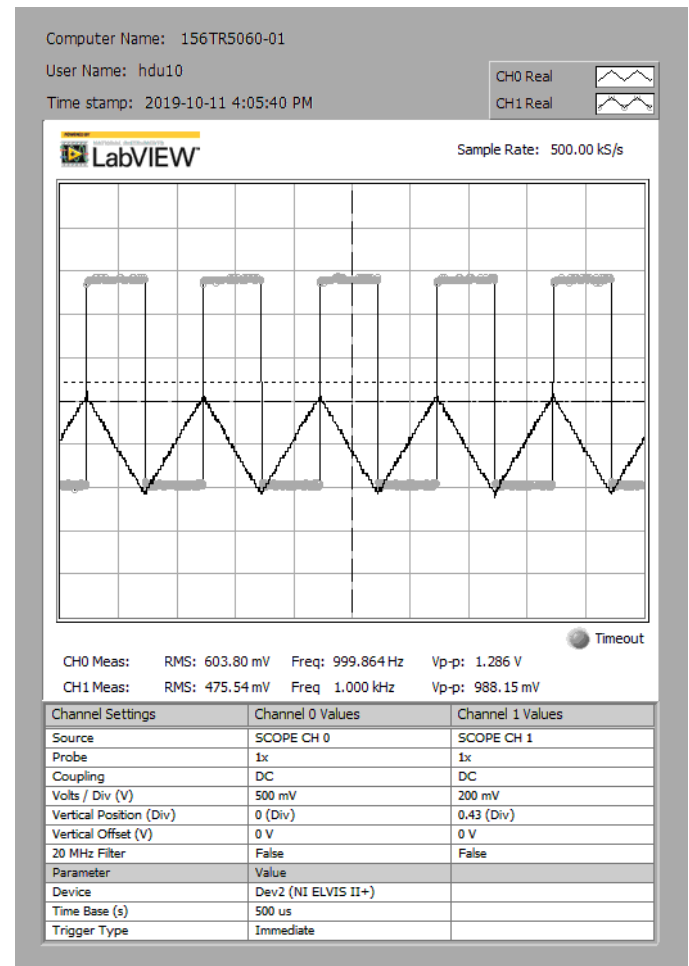 Computer Name: 156TR5060-01
User Name: hdu10
Time stamp: 2019-10-11 4:05:40 PM
CH0 Real
CH1 Real
POWERED BY
NATIONAL INSTRUMENTS
LabVIEW™
Sample Rate: 500.00 kS/s
Timeout
CH0 Meas: RMS: 603.80 mV Freq: 999.864 Hz Vp-p: 1.286 V
CH1 Meas: RMS: 475.54 mV Freq 1.000 kHz Vp-p: 988.15 mV
Channel Settings Channel 0 Values Channel 1 Values
Source SCOPE CH 0 SCOPE CH 1
Probe 1x 1x
Coupling DC DC
Volts / Div (V) 500 mV 200 mV
Vertical Position (Div) 0 (Div) 0.43 (Div)
Vertical Offset (V) 0 V 0 V
20 MHz Filter False False
Parameter Value
Device Dev2 (NI ELVIS II+)
Time Base (s) 500 us
Trigger Type Immediate